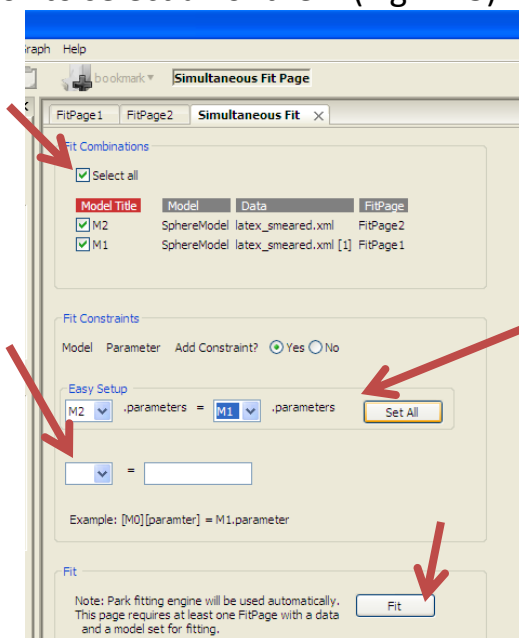 Graph Help
bookmark Simultaneous Fit Page
FitPage1 FitPage2 Simultaneous Fit
Fit Combinations
Select all
Model Title Model Data FitPage
M2 SphereModel latex_smeared.xml FitPage2
M1 SphereModel latex_smeared.xml [1] FitPage1
Fit Constraints
Model Parameter Add Constraint? Yes No
Easy Setup
M2 .parameters = M1 .parameters Set All
=
Example: [M0][paramter] = M1.parameter
Fit
Note: Park fitting engine will be used automatically.
This page requires at least one FitPage with a data
and a model set for fitting.
Fit